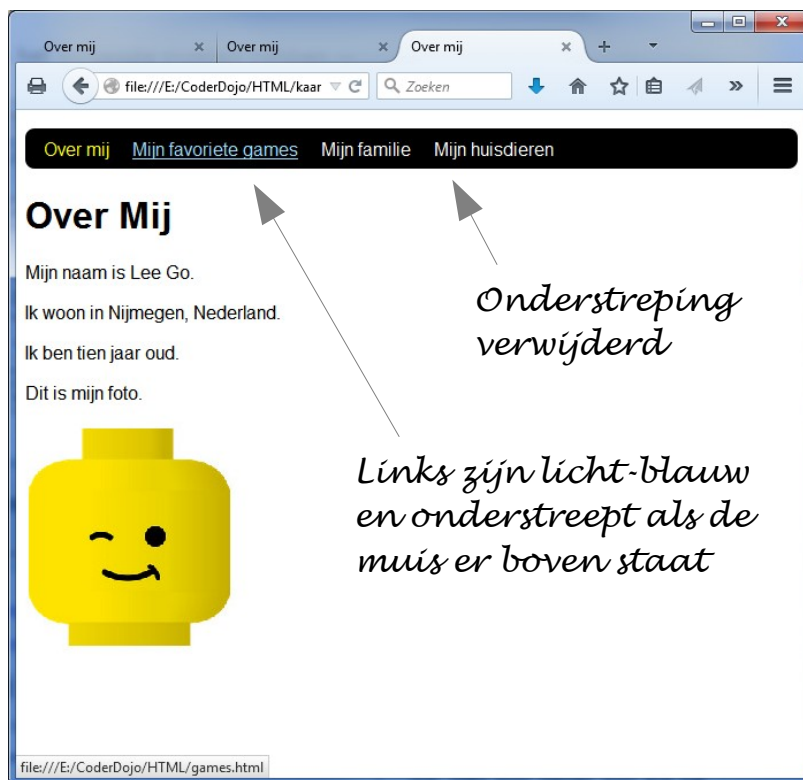 Over mij Over mij Over mij
file:///E:/CoderDojo/HTML/kaar Zoeken
Over mij Mijn favoriete games Mijn familie Mijn huisdieren
Over Mij
Mijn naam is Lee Go.
Ik woon in Nijmegen, Nederland.
Ik ben tien jaar oud.
Dit is mijn foto.
Onderstreping
verwijderd
Links zijn licht-blauw
en onderstreept als de
muis er boven staat
file:///E:/CoderDojo/HTML/games.html